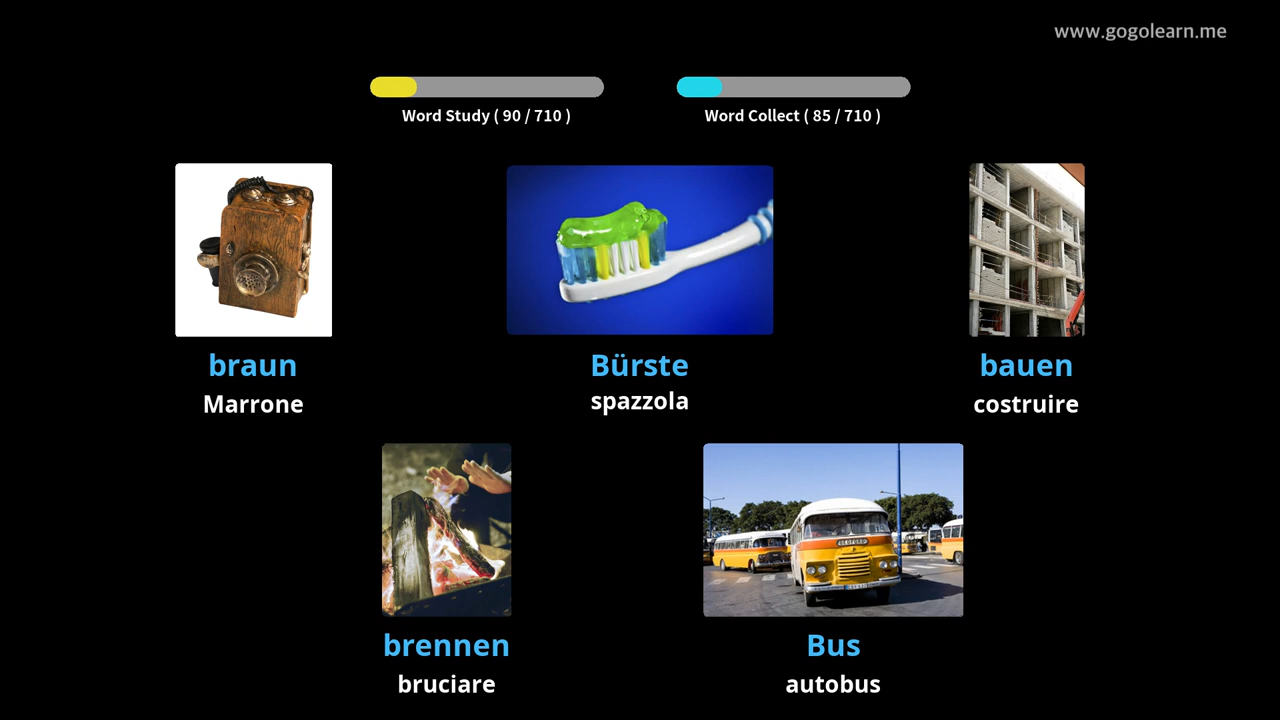 www.gogolearn.me
Word Study ( 90 / 710 )
Word Collect ( 85 / 710 )
braun
Marrone
Bürste
spazzola
bauen
costruire
BEDFORD
brennen
bruciare
Bus
autobus